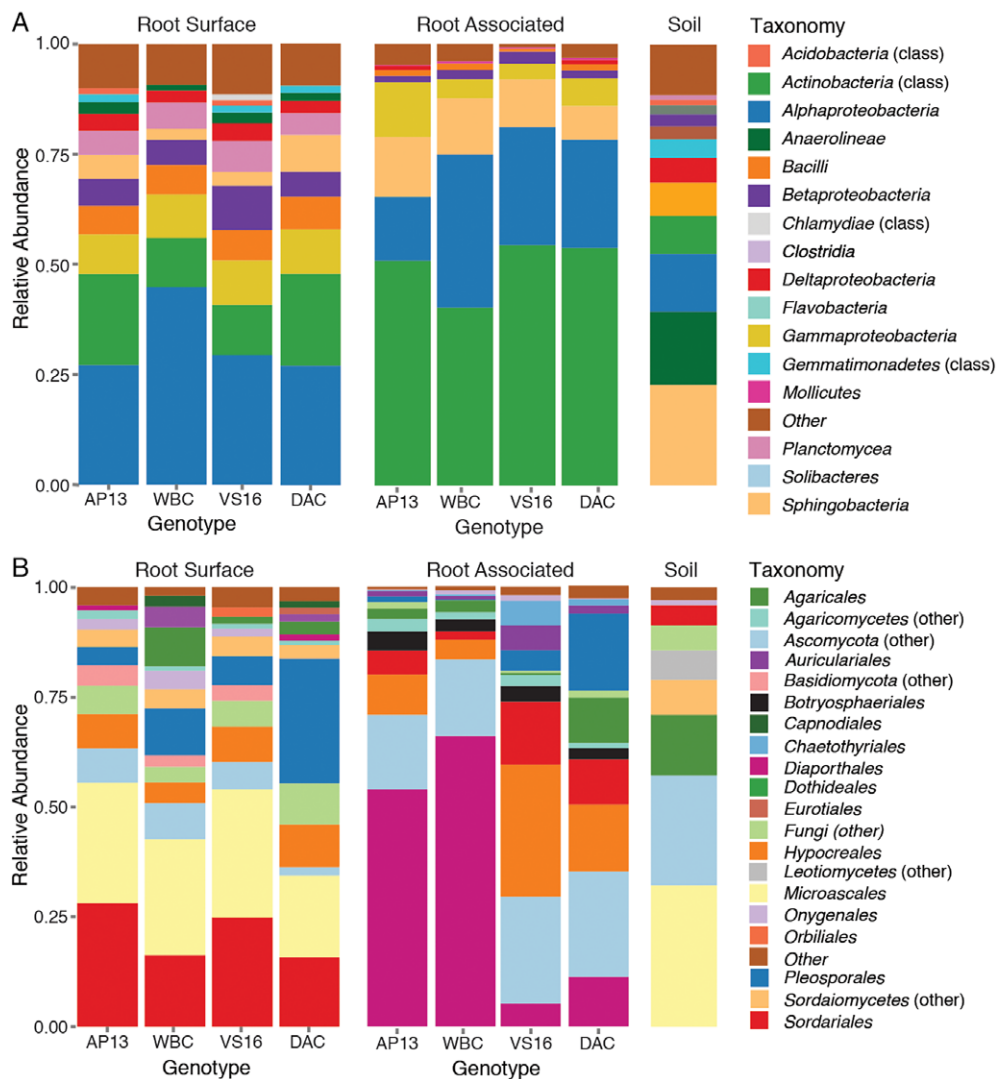 A
Root Surface
Root Associated
Soil
Relative Abundance
1.00
0.75
0.50
0.25
0.00
AP13 WBC VS16 DAC
Genotype
AP13 WBC VS16 DAC
Genotype
Taxonomy
Acidobacteria (class)
Actinobacteria (class)
Alphaproteobacteria
Anaerolineae
Bacilli
Betaproteobacteria
Chlamydiae (class)
Clostridia
Deltaproteobacteria
Flavobacteria
Gammaproteobacteria
Gemmatimonadetes (class)
Mollicutes
Other
Planctomycea
Solibacteres
Sphingobacteria
B
Root Surface
Root Associated
Soil
Relative Abundance
1.00
0.75
0.50
0.25
0.00
AP13 WBC VS16 DAC
Genotype
AP13 WBC VS16 DAC
Genotype
Taxonomy
Agaricales
Agaricomycetes (other)
Ascomycota (other)
Auriculariales
Basidiomycota (other)
Botryosphaeriales
Capnodiales
Chaetothyriales
Diaporthales
Dothideales
Eurotiales
Fungi (other)
Hypocreales
Leotiomycetes (other)
Microascales
Onygenales
Orbiliales
Other
Pleosporales
Sordaiomycetes (other)
Sordariales